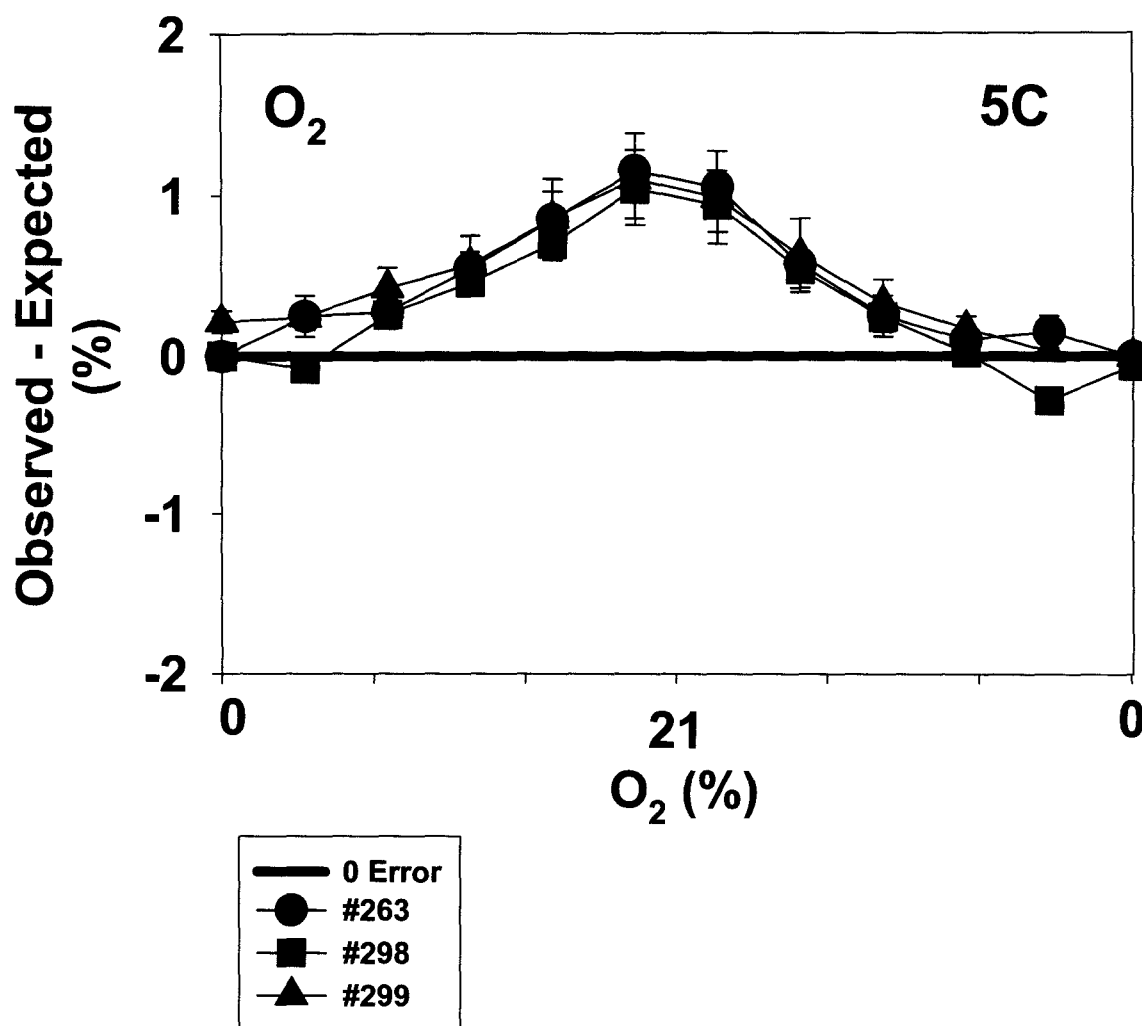 2
O2
5C
1
0
-1
-2
Observed - Expected
(%)
0
21
0
O2 (%)
0 Error
#263
#298
#299